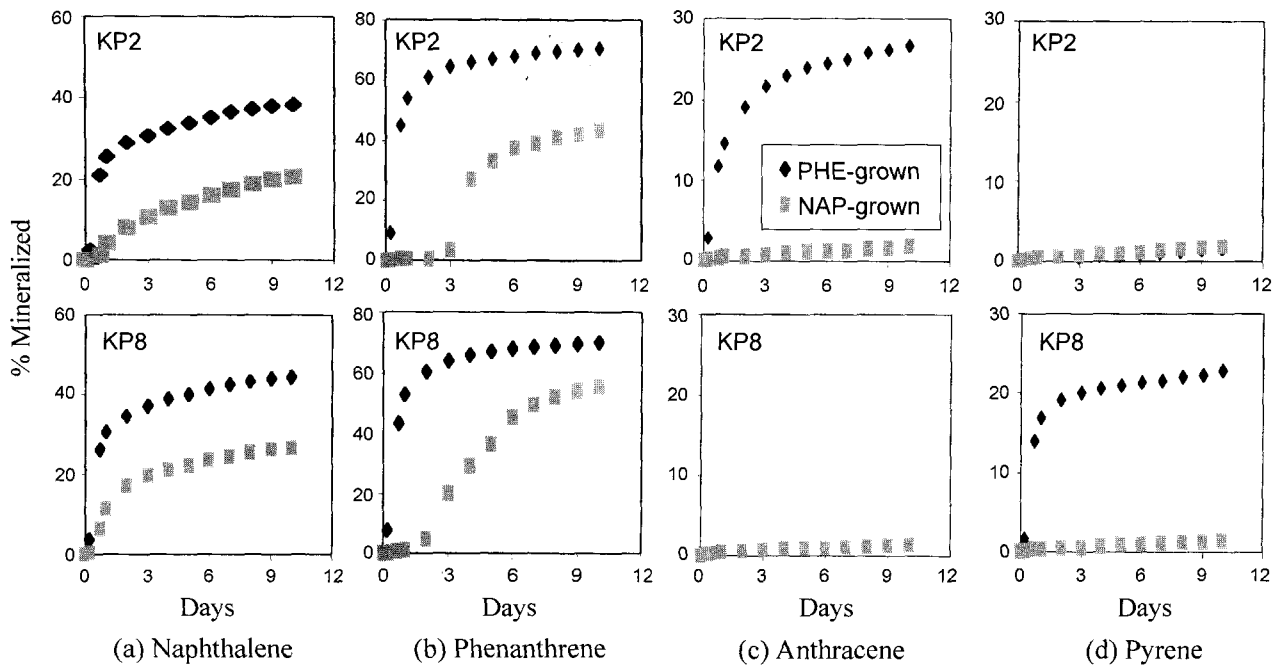 % Mineralized
60
40
20
0
KP2
0 3 6 9 12
80
60
40
20
0
KP2
0 3 6 9 12
30
20
10
0
KP2
PHE-grown
NAP-grown
0 3 6 9 12
30
20
10
0
KP2
0 3 6 9 12
60
40
20
0
KP8
0 3 6 9 12
Days
80
60
40
20
0
KP8
0 3 6 9 12
Days
30
20
10
0
KP8
0 3 6 9 12
Days
30
20
10
0
KP8
0 3 6 9 12
Days
(a) Naphthalene
(b) Phenanthrene
(c) Anthracene
(d) Pyrene